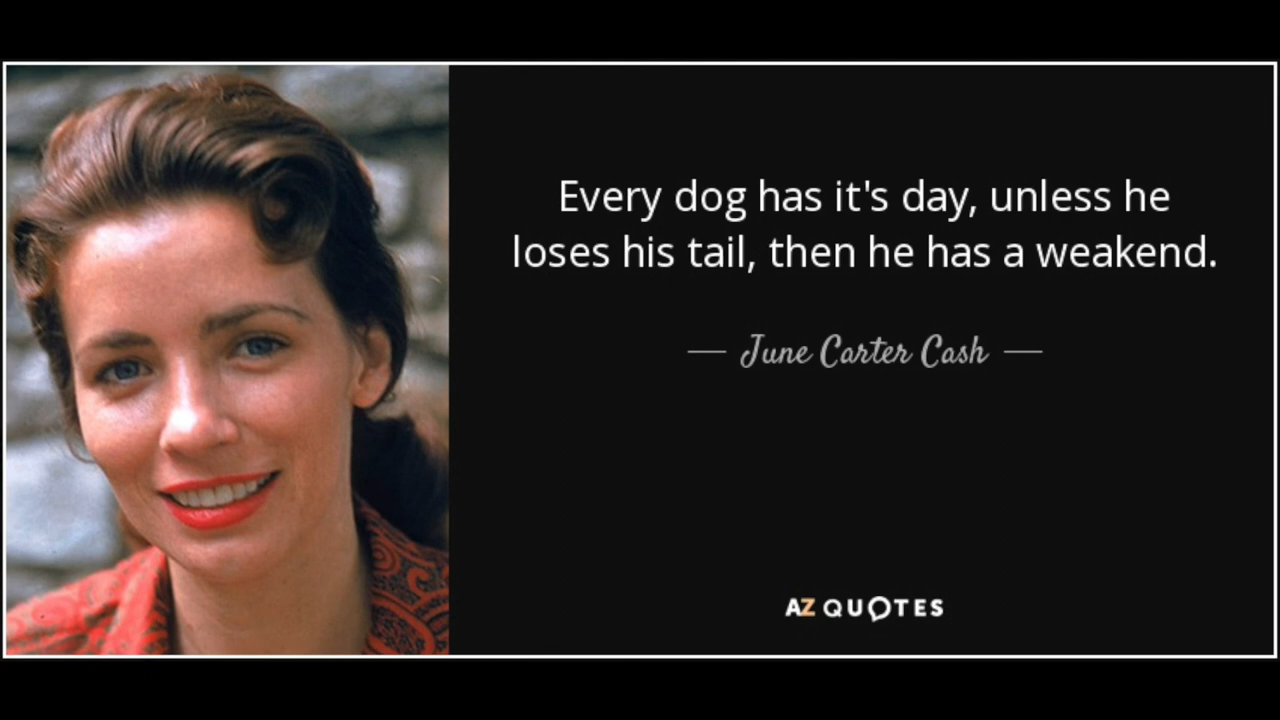 Every dog has it's day, unless he
loses his tail, then he has a weakend.
— June Carter Cash —
AZ QUOTES